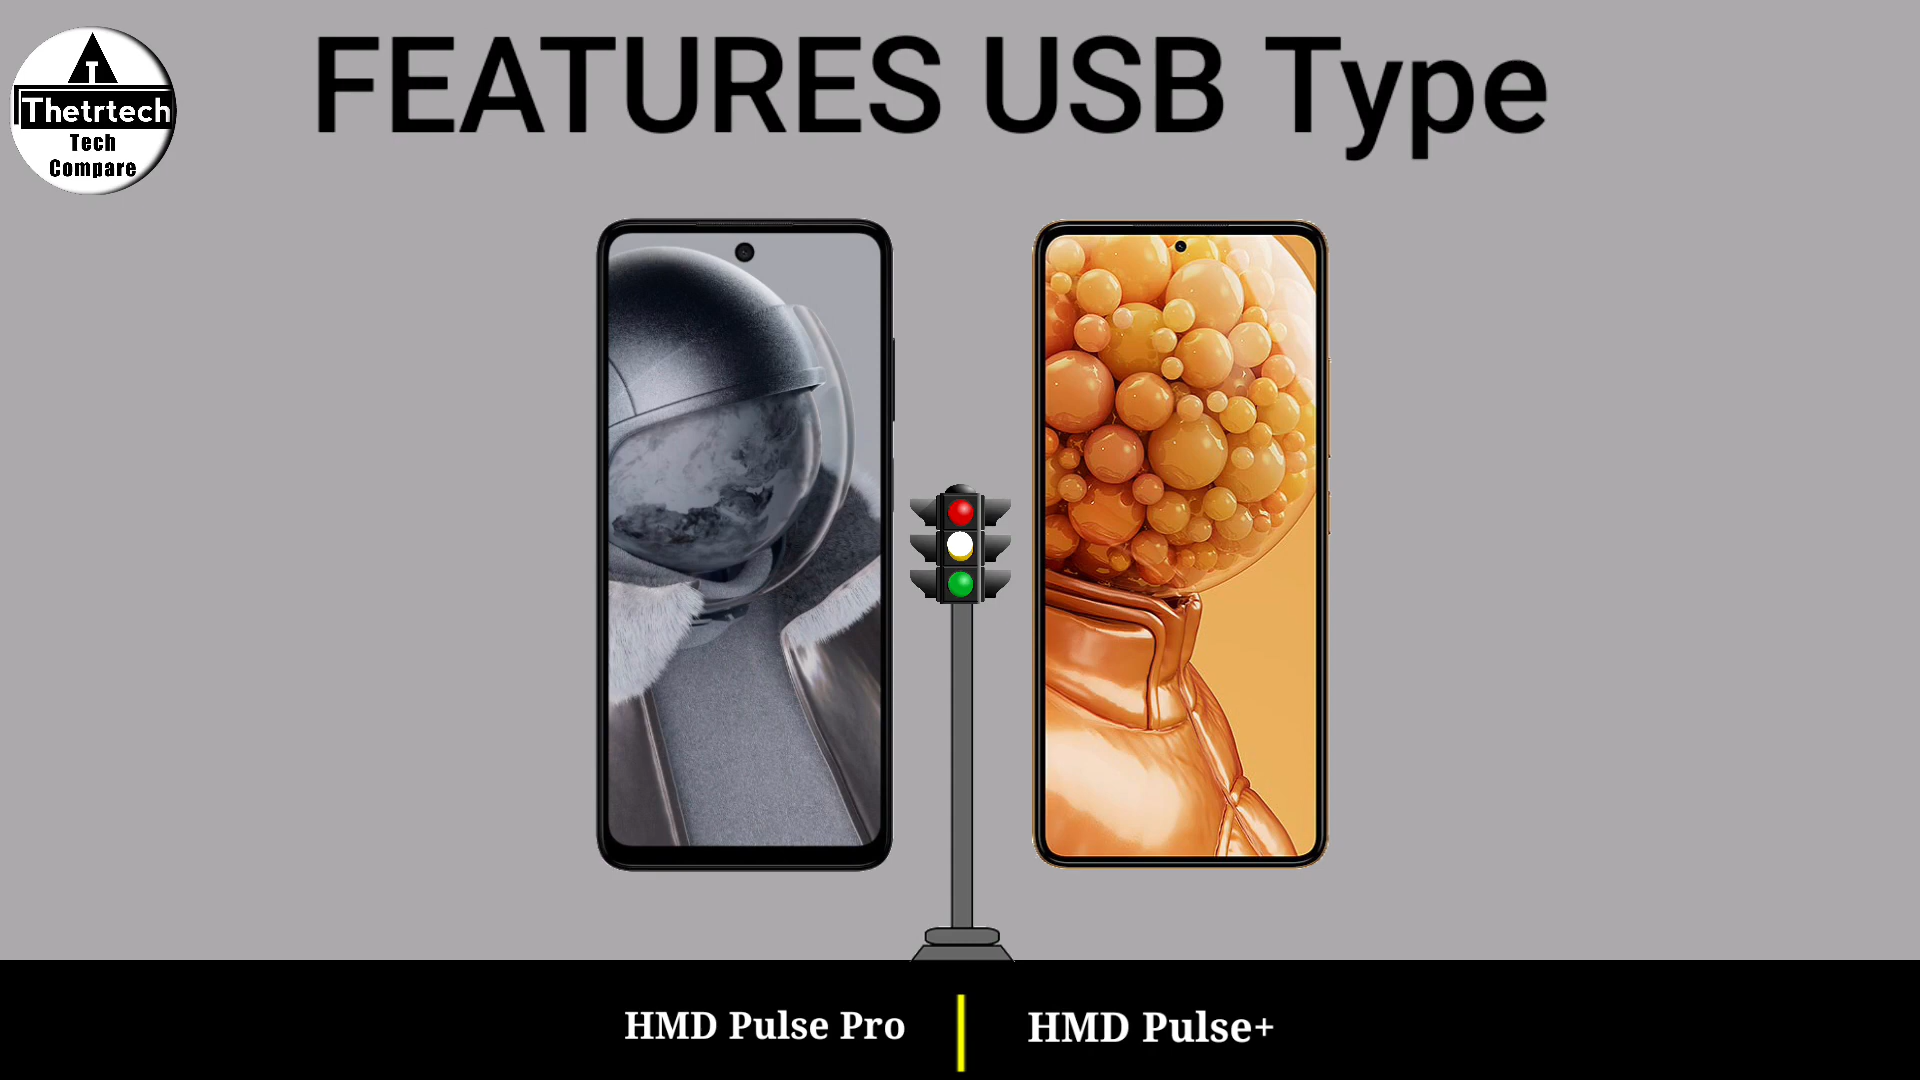 FEATURES USB Type
T
Thetrtech
Tech
Compare
HMD Pulse Pro
HMD Pulse+